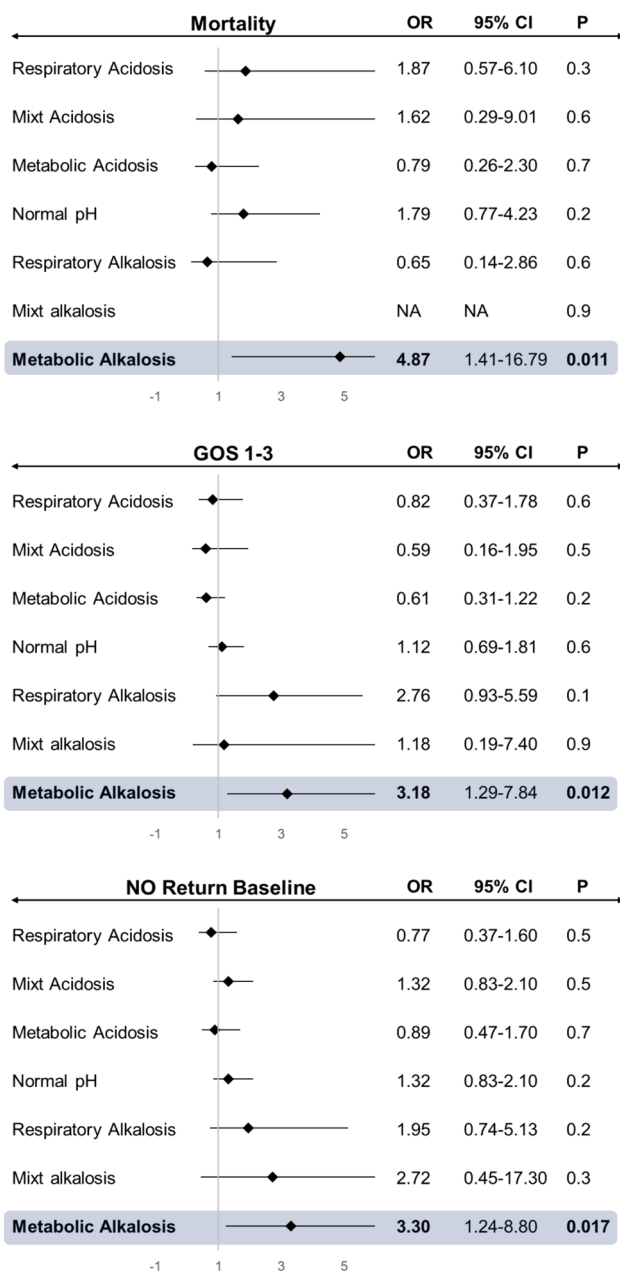 Mortality OR 95% CI P
Respiratory Acidosis 1.87 0.57-6.10 0.3
Mixt Acidosis 1.62 0.29-9.01 0.6
Metabolic Acidosis 0.79 0.26-2.30 0.7
Normal pH 1.79 0.77-4.23 0.2
Respiratory Alkalosis 0.65 0.14-2.86 0.6
Mixt alkalosis NA NA 0.9
Metabolic Alkalosis 4.87 1.41-16.79 0.011
-1 1 3 5
GOS 1-3 OR 95% CI P
Respiratory Acidosis 0.82 0.37-1.78 0.6
Mixt Acidosis 0.59 0.16-1.95 0.5
Metabolic Acidosis 0.61 0.31-1.22 0.2
Normal pH 1.12 0.69-1.81 0.6
Respiratory Alkalosis 2.76 0.93-5.59 0.1
Mixt alkalosis 1.18 0.19-7.40 0.9
Metabolic Alkalosis 3.18 1.29-7.84 0.012
-1 1 3 5
NO Return Baseline OR 95% CI P
Respiratory Acidosis 0.77 0.37-1.60 0.5
Mixt Acidosis 1.32 0.83-2.10 0.5
Metabolic Acidosis 0.89 0.47-1.70 0.7
Normal pH 1.32 0.83-2.10 0.2
Respiratory Alkalosis 1.95 0.74-5.13 0.2
Mixt alkalosis 2.72 0.45-17.30 0.3
Metabolic Alkalosis 3.30 1.24-8.80 0.017
-1 1 3 5